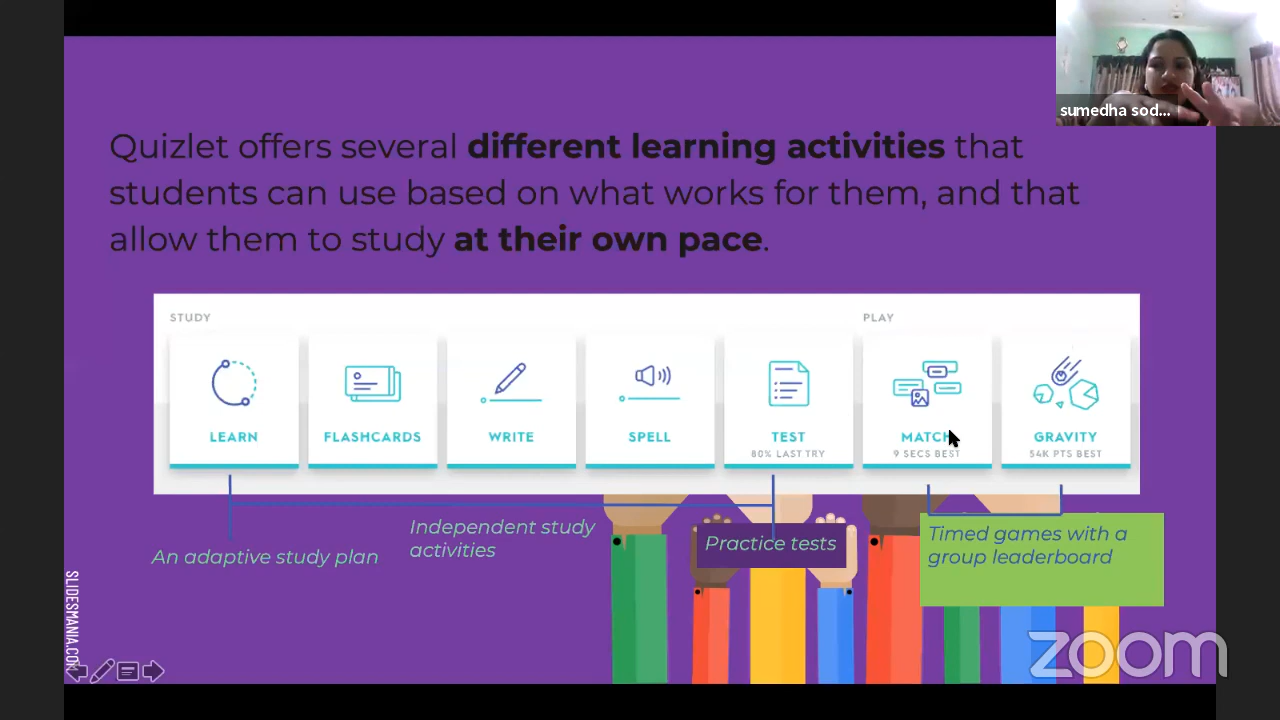 sumedha sod...
Quizlet offers several different learning activities that
students can use based on what works for them, and that
allow them to study at their own pace.
STUDY
PLAY
LEARN
FLASHCARDS
WRITE
SPELL
TEST
80% LAST TRY
MATCH
9 SECS BEST
GRAVITY
54K PTS BEST
An adaptive study plan
Independent study
activities
Practice tests
Timed games with a
group leaderboard
SLIDESMANIA.COM
zoom